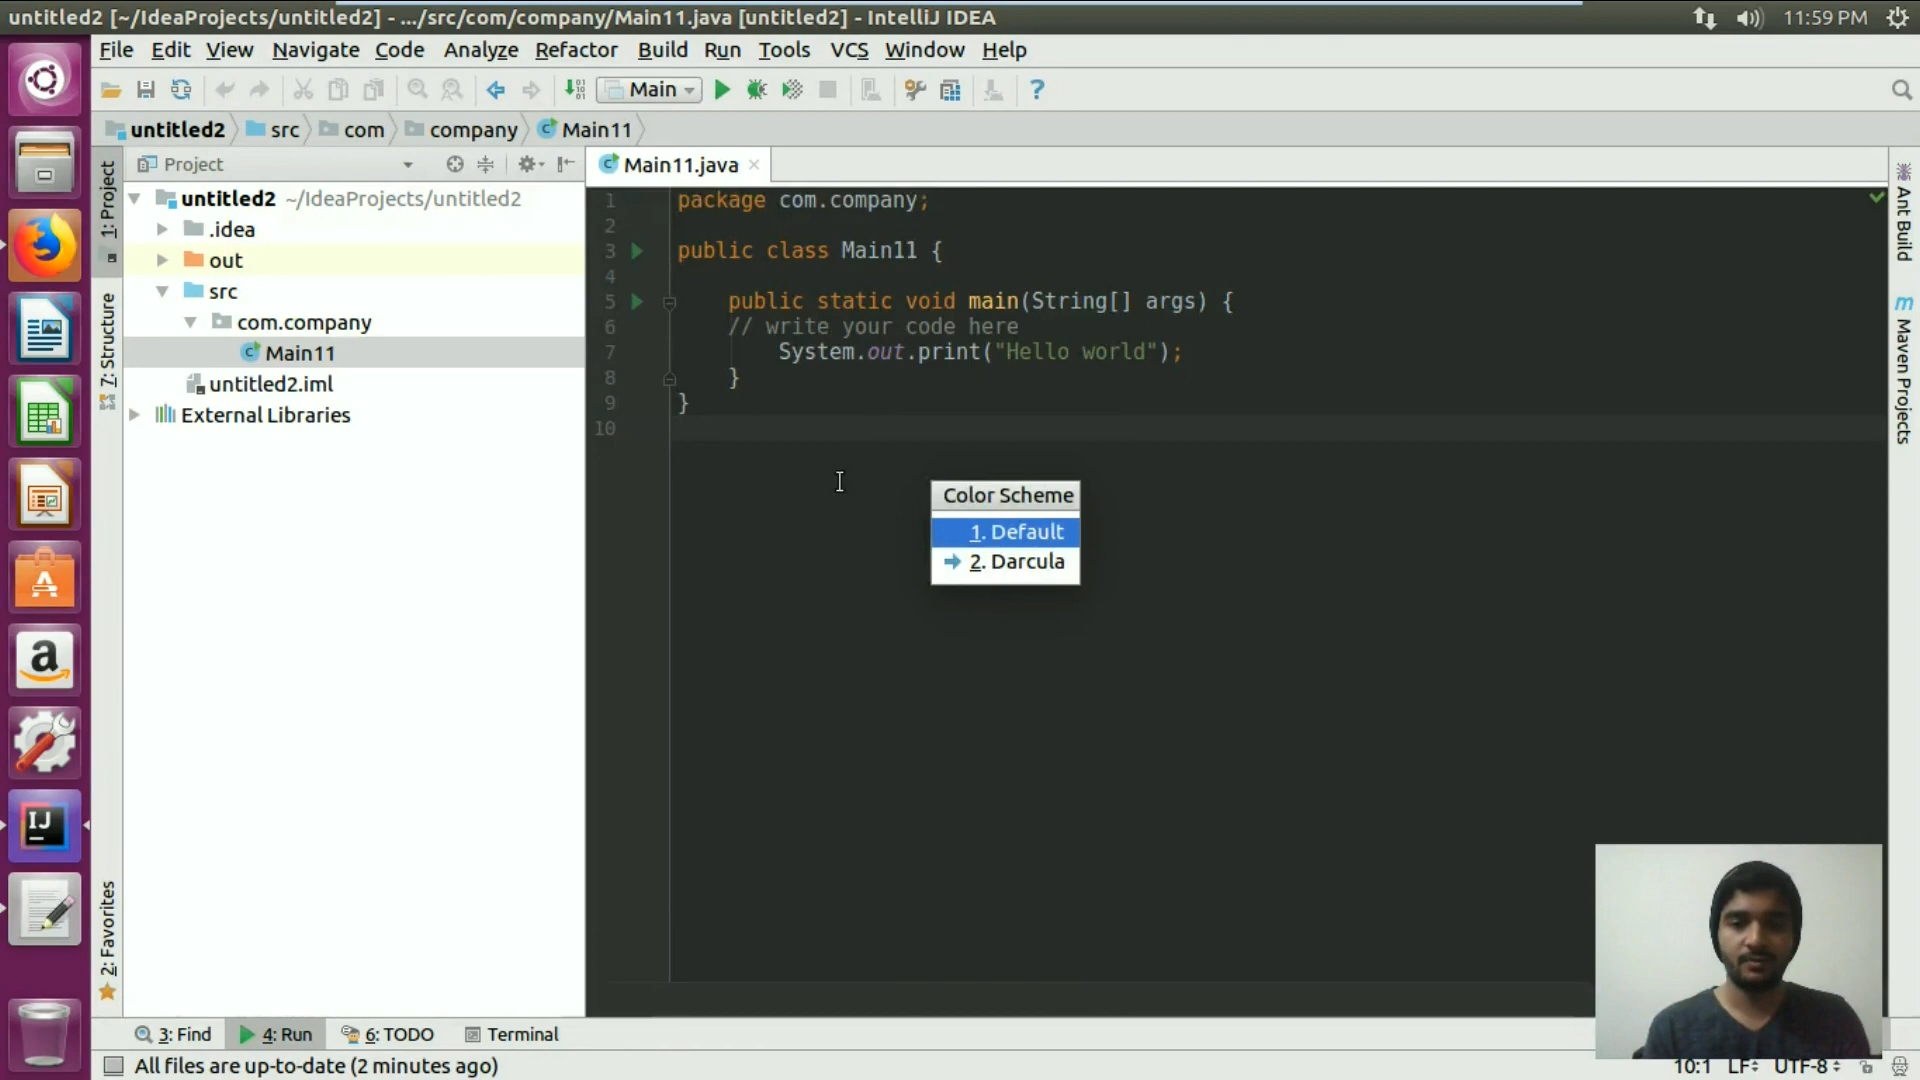 untitled2 [~/IdeaProjects/untitled2] - .../src/com/company/Main11.java [untitled2] - IntelliJ IDEA
11:59 PM
File Edit View Navigate Code Analyze Refactor Build Run Tools VCS Window Help
Main
?
untitled2 src com company Main11
1: Project
7: Structure
2: Favorites
Project
untitled2 ~/IdeaProjects/untitled2
.idea
out
src
com.company
Main11
untitled2.iml
External Libraries
Main11.java
1 package com.company;
2
3 public class Main11 {
4
5 public static void main(String[] args) {
6 // write your code here
7 System.out.print("Hello world");
8 }
9 }
10
Color Scheme
1. Default
2. Darcula
Ant Build
m Maven Projects
IJ
3: Find 4: Run 6: TODO Terminal
All files are up-to-date (2 minutes ago)
10:1 LF UTF-8